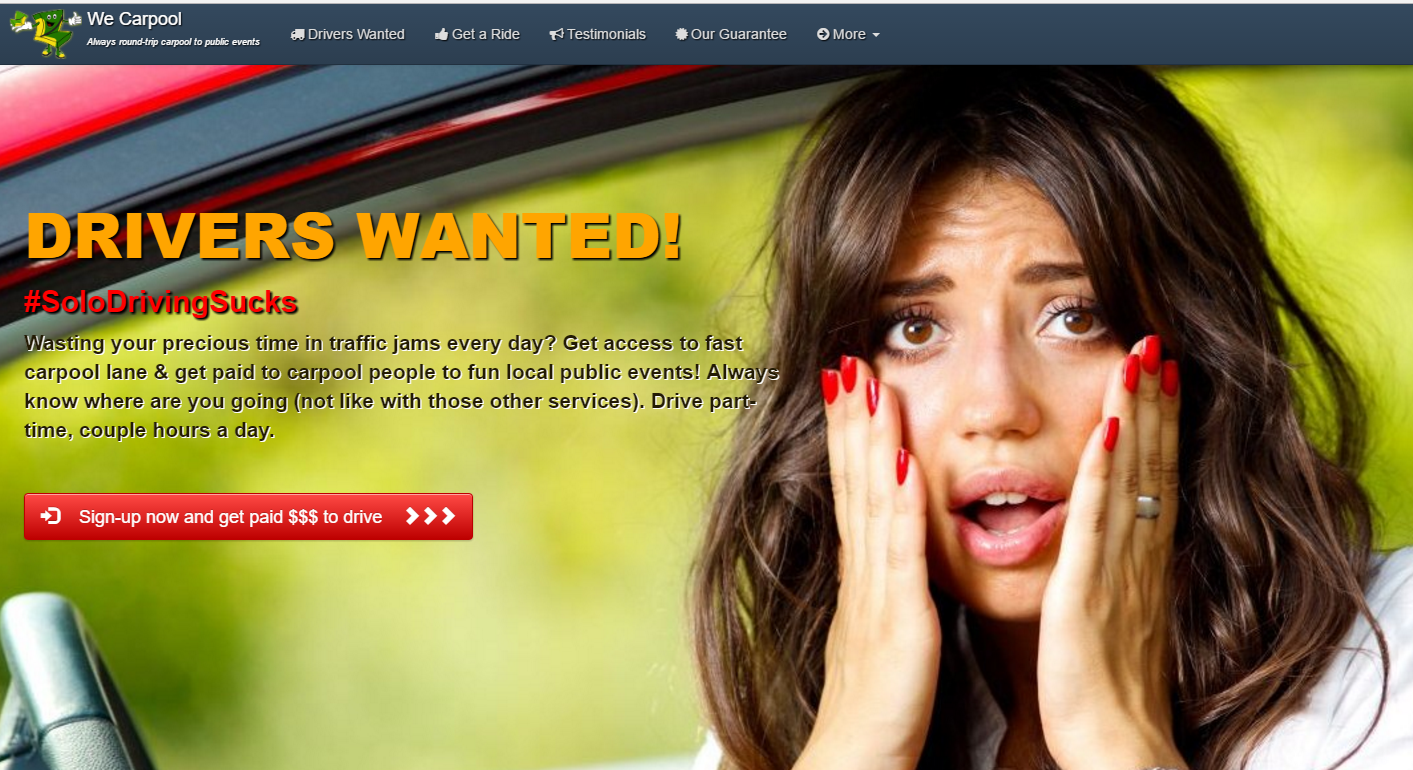 We Carpool
Always round-trip carpool to public events
Drivers Wanted
Get a Ride
Testimonials
Our Guarantee
More
DRIVERS WANTED!
#SoloDrivingSucks
Wasting your precious time in traffic jams every day? Get access to fast
carpool lane & get paid to carpool people to fun local public events! Always
know where are you going (not like with those other services). Drive part-
time, couple hours a day.
Sign-up now and get paid $$$ to drive